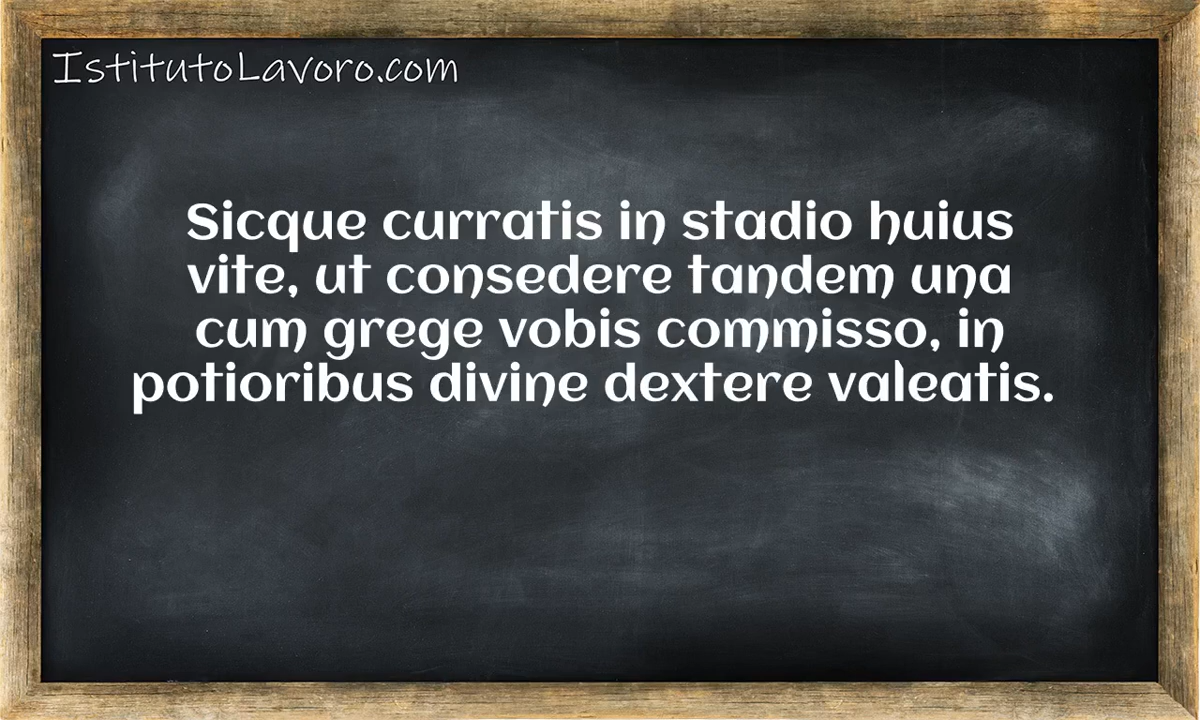 IstitutoLavoro.com
Sicque curratis in stadio huius
vite, ut consedere tandem una
cum grege vobis commisso, in
potioribus divine dextere valeatis.